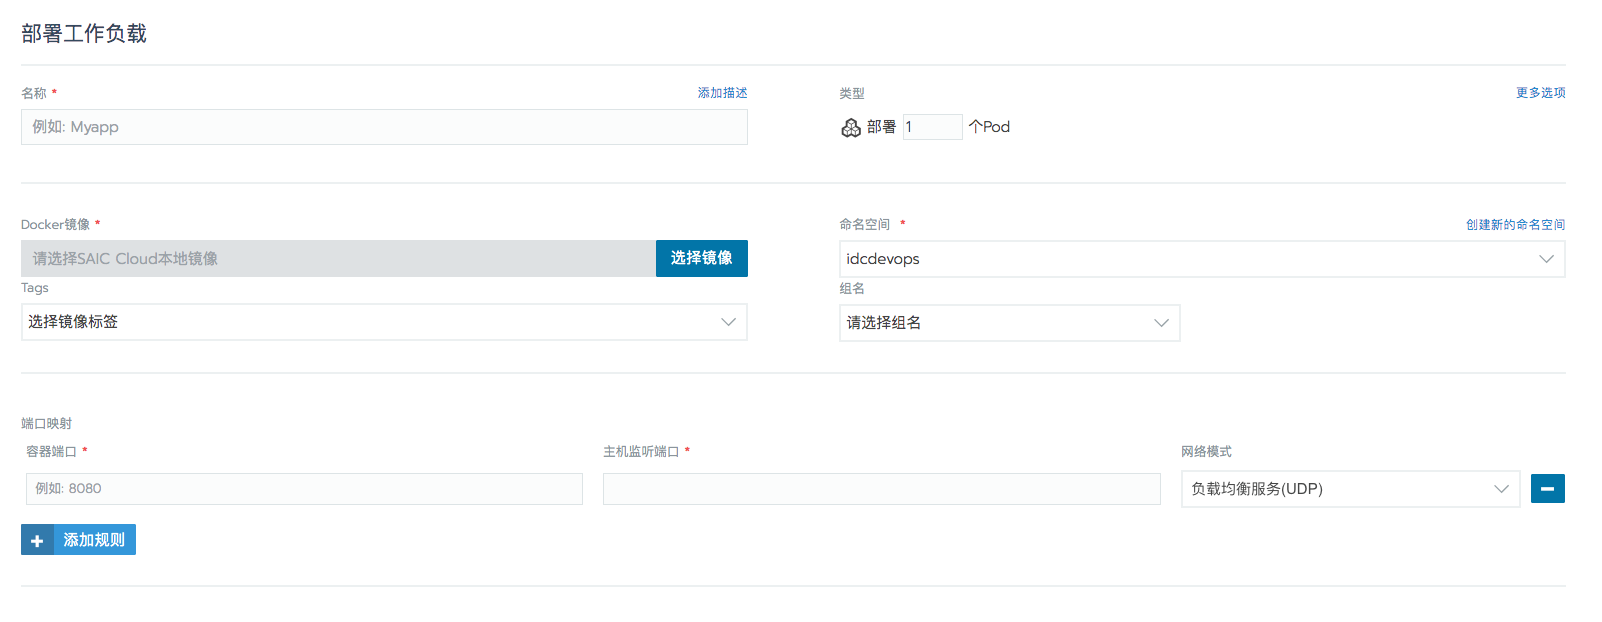 部署工作负载
名称 * 添加描述
类型 更多选项
例如: Myapp
部署 1 个Pod
Docker镜像 *
命名空间 * 创建新的命名空间
请选择SAIC Cloud本地镜像 选择镜像
idcdevops
Tags
组名
选择镜像标签
请选择组名
端口映射
容器端口 * 主机监听端口 * 网络模式
例如: 8080 负载均衡服务(UDP)
添加规则